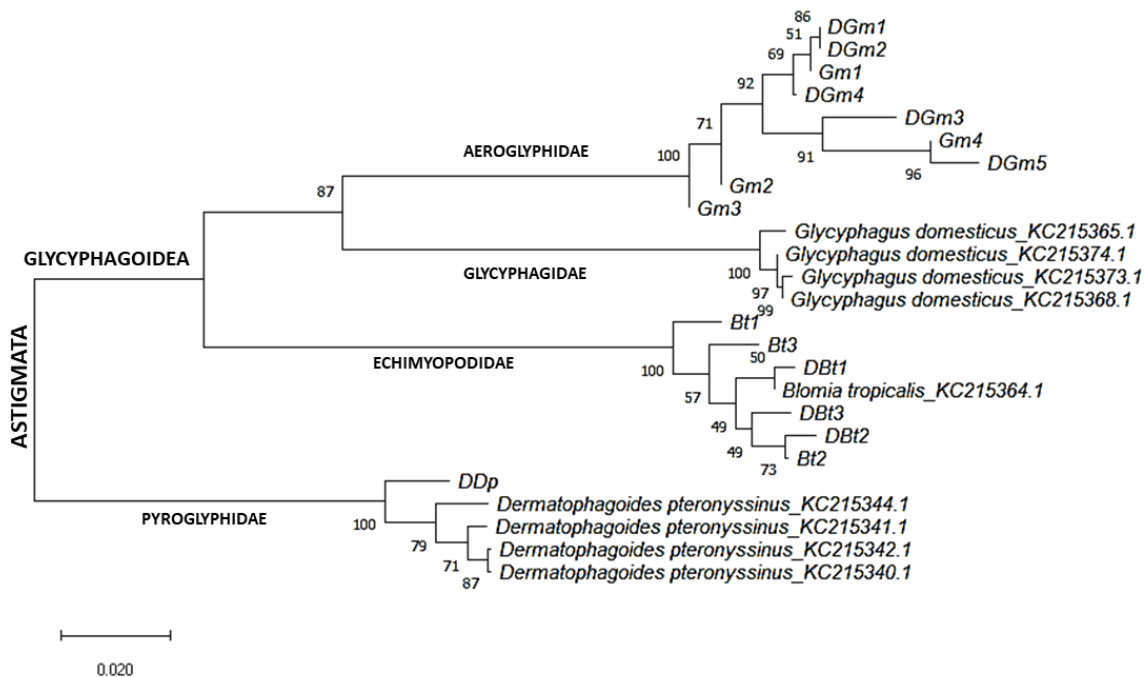 86
DGm1
51
DGm2
69
Gm1
92
DGm4
71
DGm3
Gm4
AEROGLYPHIDAE
100
91
DGm5
96
87
Gm2
Gm3
Glycyphagus domesticus_KC215365.1
GLYCYPHAGOIDEA
Glycyphagus domesticus_KC215374.1
GLYCYPHAGIDAE
100
Glycyphagus domesticus_KC215373.1
97
Glycyphagus domesticus_KC215368.1
99
Bt1
Bt3
ECHIMYOPODIDAE
50
100
DBt1
Blomia tropicalis_KC215364.1
57
DBt3
49
DBt2
49
Bt2
73
ASTIGMATA
DDp
Dermatophagoides pteronyssinus_KC215344.1
PYROGLYPHIDAE
100
Dermatophagoides pteronyssinus_KC215341.1
79
Dermatophagoides pteronyssinus_KC215342.1
71
Dermatophagoides pteronyssinus_KC215340.1
87
0.020